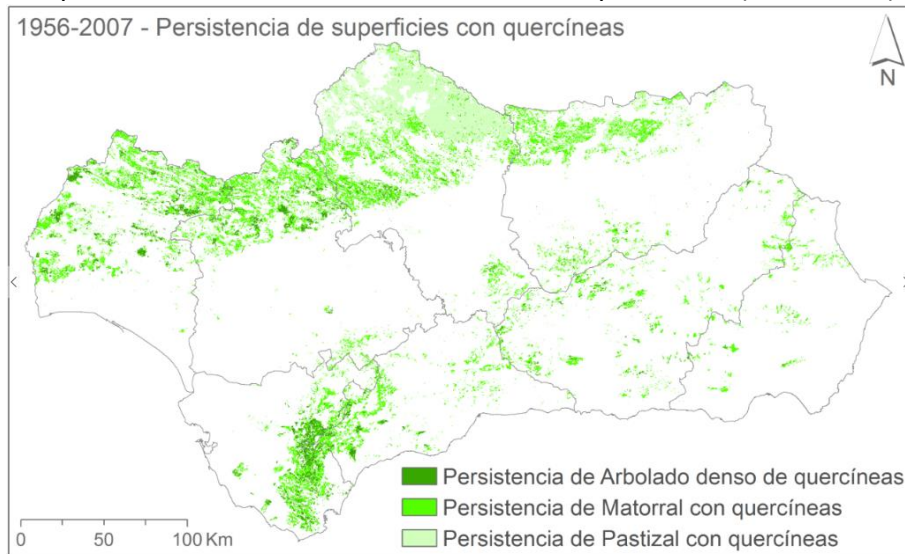 1956-2007 - Persistencia de superficies con quercíneas
N
Persistencia de Arbolado denso de quercíneas
Persistencia de Matorral con quercíneas
Persistencia de Pastizal con quercíneas
0 50 100 Km